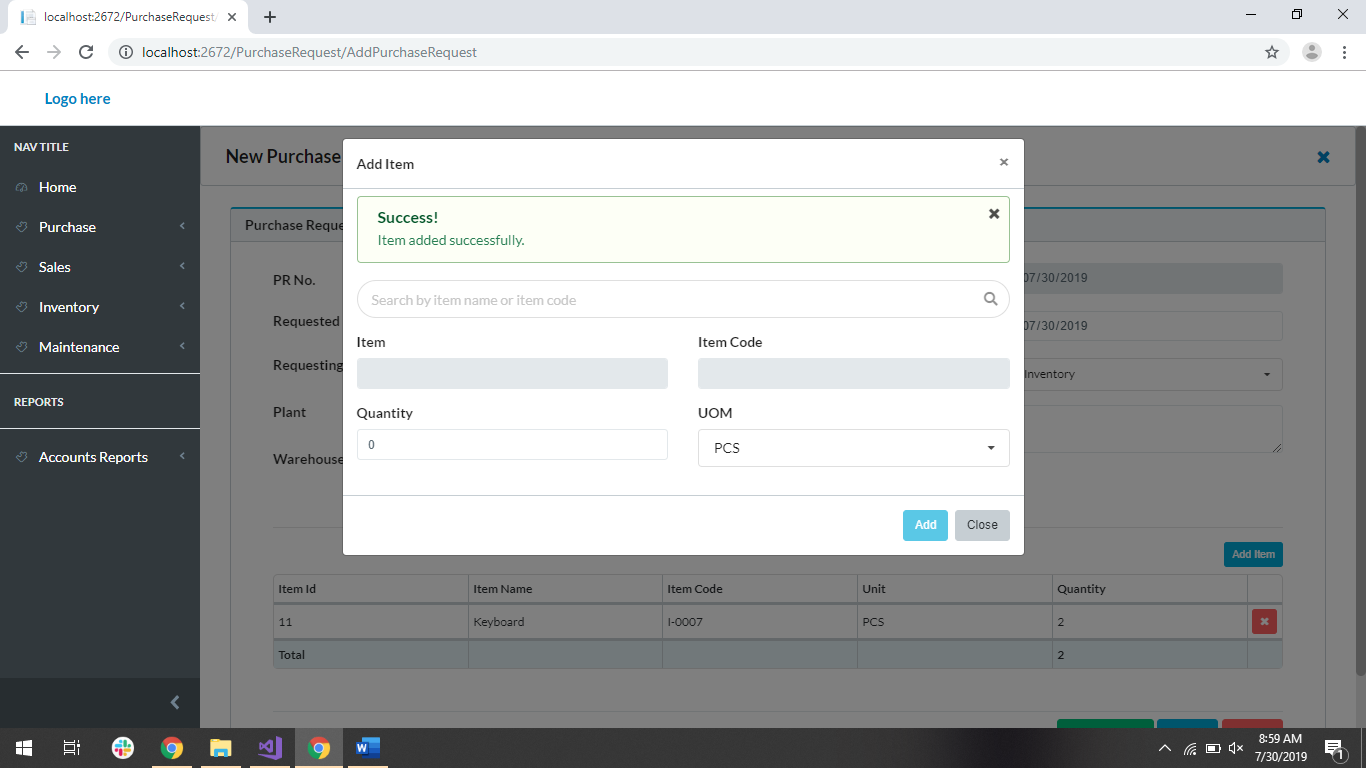 localhost:2672/PurchaseRequest
localhost:2672/PurchaseRequest/AddPurchaseRequest
Logo here
NAV TITLE
Home
Purchase
Sales
Inventory
Maintenance
REPORTS
Accounts Reports
New Purchase
Add Item
×
Success!
Item added successfully.
Search by item name or item code
Item
Item Code
Quantity
UOM
0
PCS
Add
Close
Purchase Reque
PR No.
07/30/2019
Requested
07/30/2019
Requesting
Inventory
Plant
Warehouse
Add Item
Item Id Item Name Item Code Unit Quantity
11 Keyboard I-0007 PCS 2
Total 2
8:59 AM
7/30/2019
1